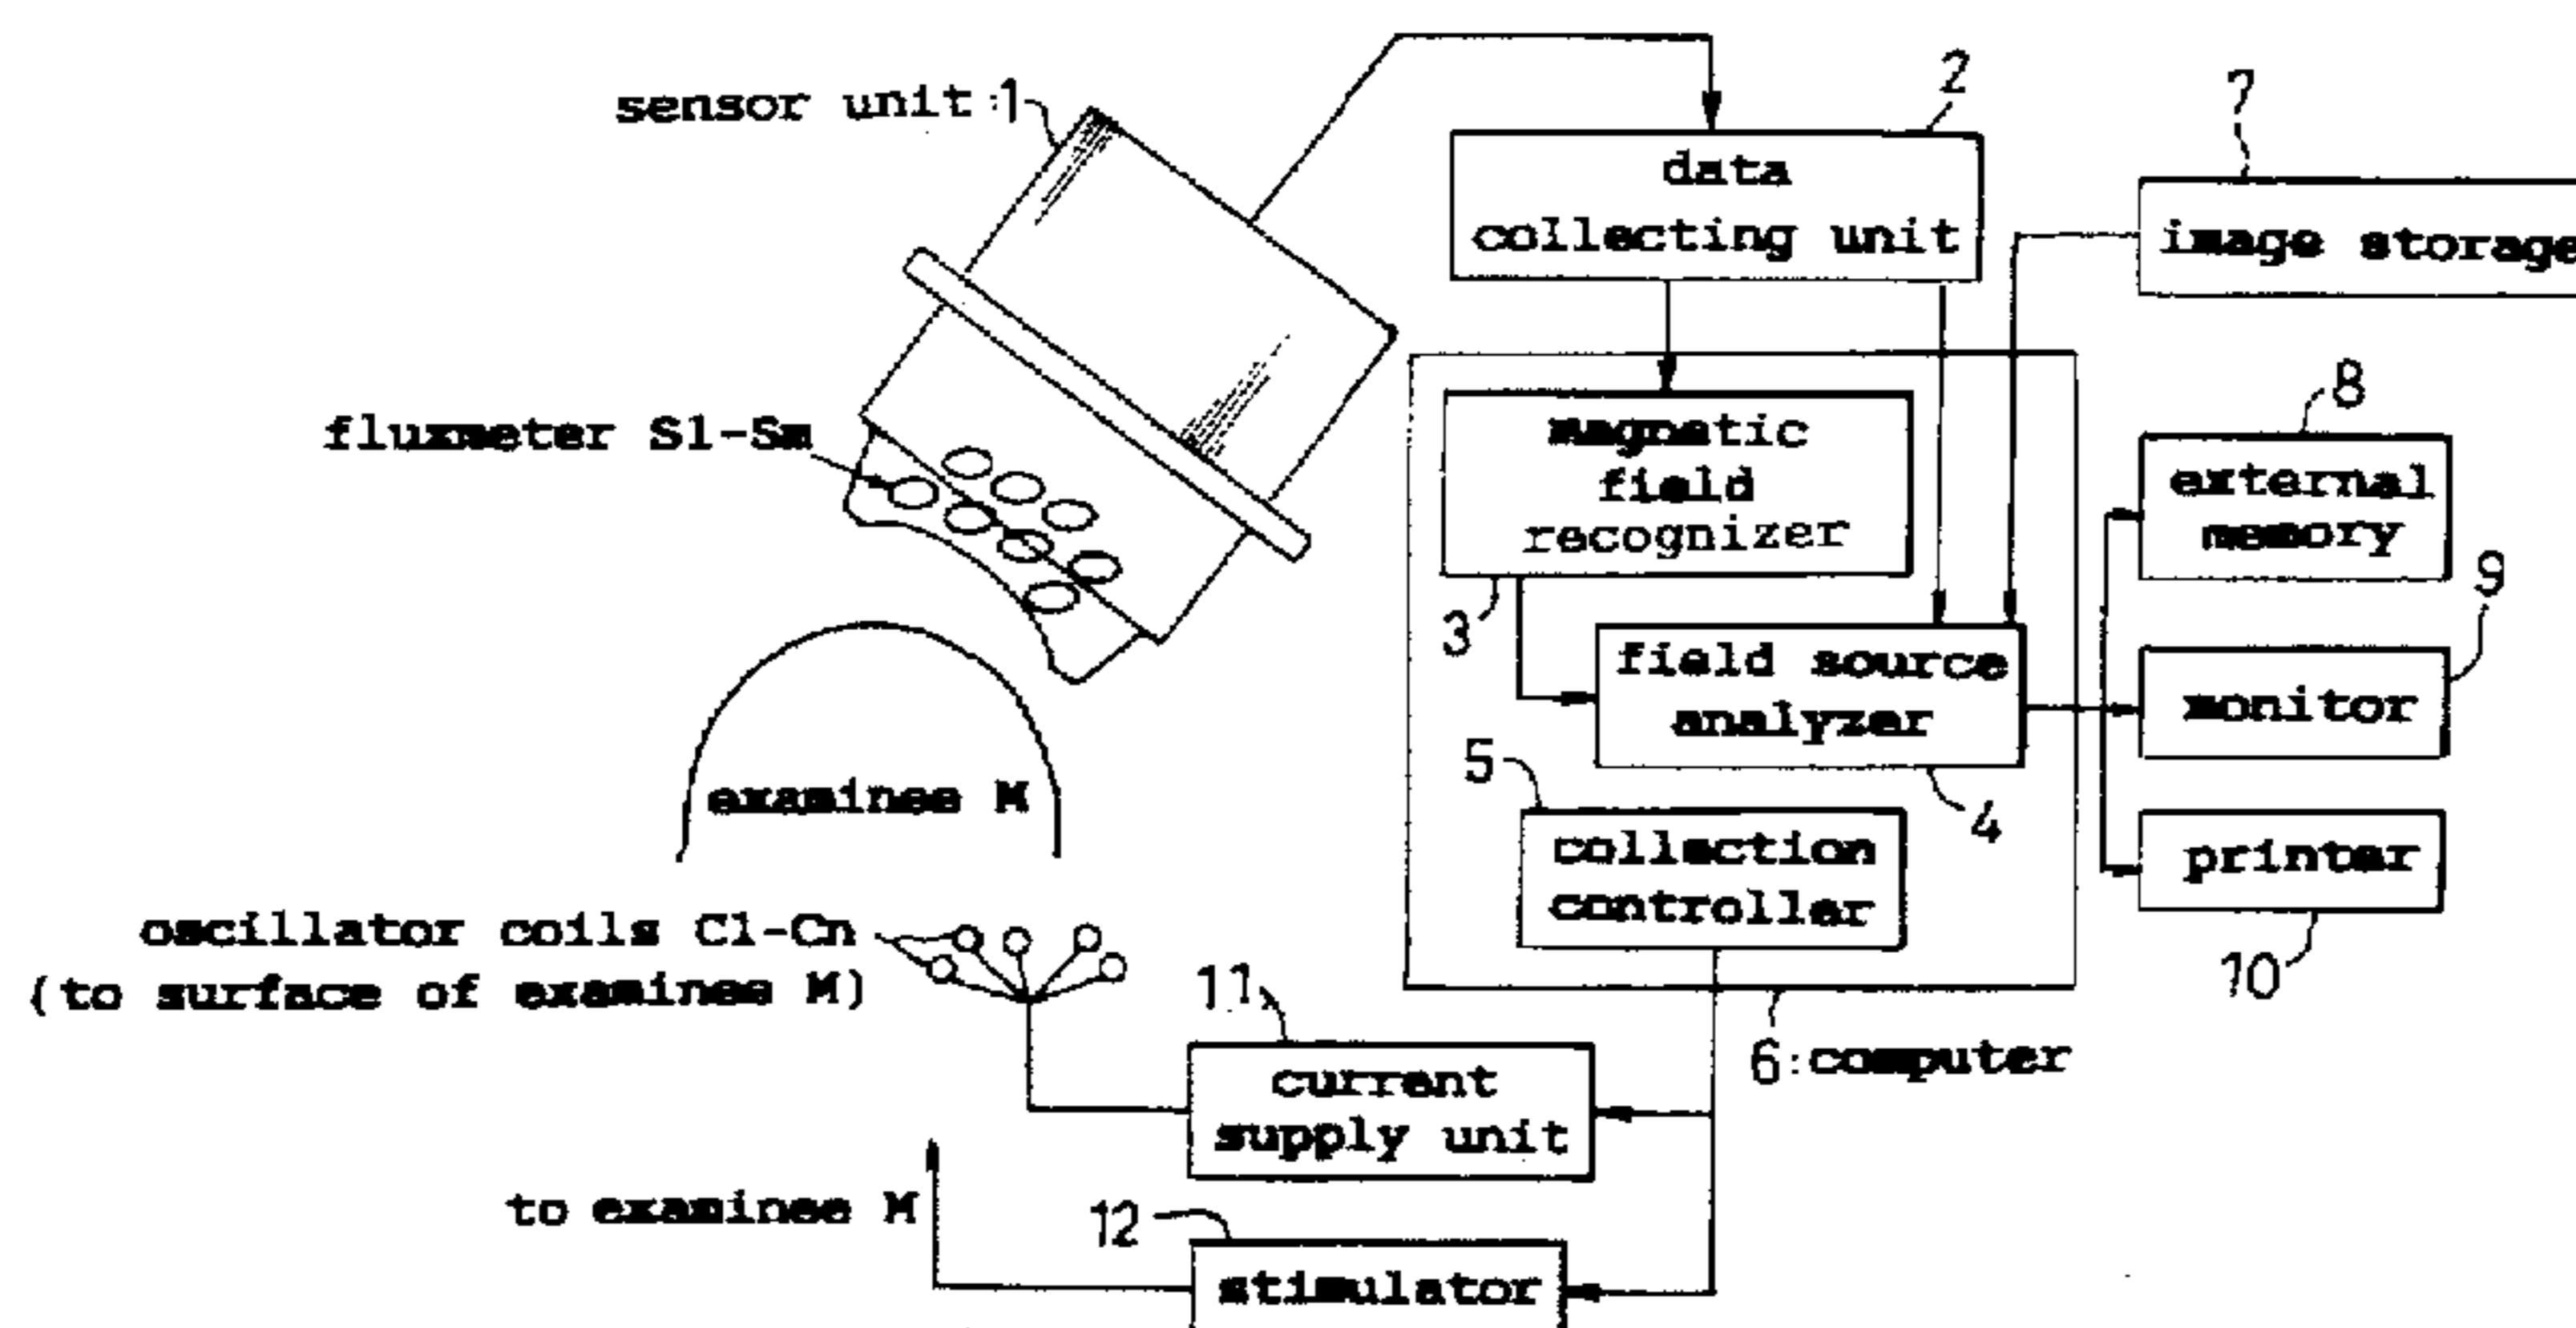 sensor unit :1
2
7
data
collecting unit
image storage
8
fluxmeter S1-Sm
magnetic
field
recognizer
external
memory
9
3
field source
analyzer
monitor
5
4
examinee M
collection
controller
printer
10
oscillator coils C1-Cn
(to surface of examinee M)
11
6:computer
current
supply unit
to examinee M
12
stimulator